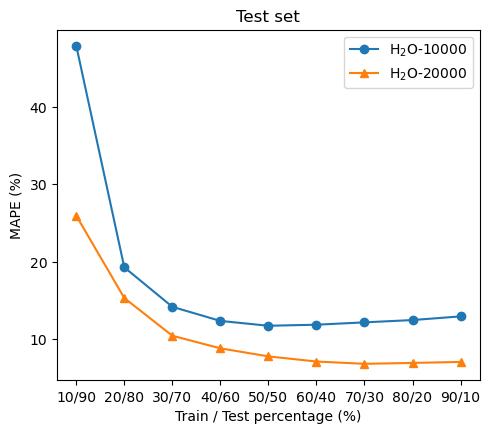 Test set
H₂O-10000
H₂O-20000
MAPE (%)
40
30
20
10
10/90 20/80 30/70 40/60 50/50 60/40 70/30 80/20 90/10
Train / Test percentage (%)